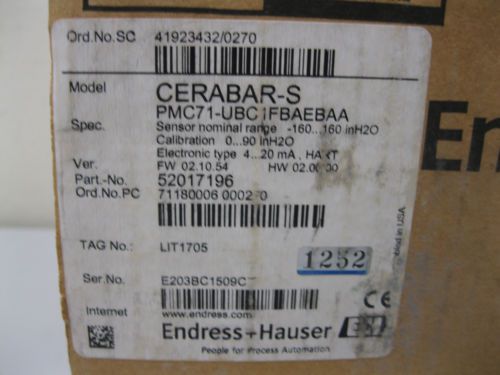 Ord.No.SC 41923432/0270
Model CERABAR-S
PMC71-UBC1FBAEBAA
Spec. Sensor nominal range -160...160 inH2O
Calibration 0...90 inH2O
Electronic type 4...20 mA, HART
Ver. FW 02.10.54 HW 02.00.00
Part.-No. 52017196
Ord.No.PC 71180006
TAG No.: LIT1705
1252
Ser.No. E203BC1509C
in USA
CE
Internet www.endress.com
Endress+Hauser
People for Process Automation
En